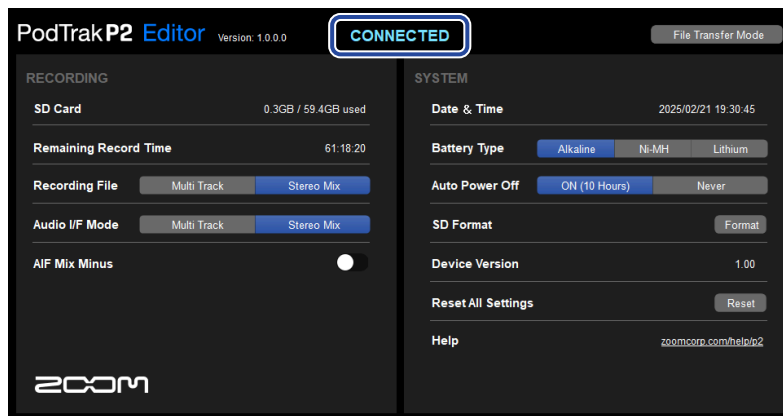 PodTrak P2 Editor Version: 1.0.0.0 CONNECTED File Transfer Mode
RECORDING
SD Card 0.3GB / 59.4GB used
Remaining Record Time 61:18:20
Recording File Multi Track Stereo Mix
Audio I/F Mode Multi Track Stereo Mix
AIF Mix Minus
ZOOM
SYSTEM
Date & Time 2025/02/21 19:30:45
Battery Type Alkaline Ni-MH Lithium
Auto Power Off ON (10 Hours) Never
SD Format Format
Device Version 1.00
Reset All Settings Reset
Help zoomcorp.com/help/p2